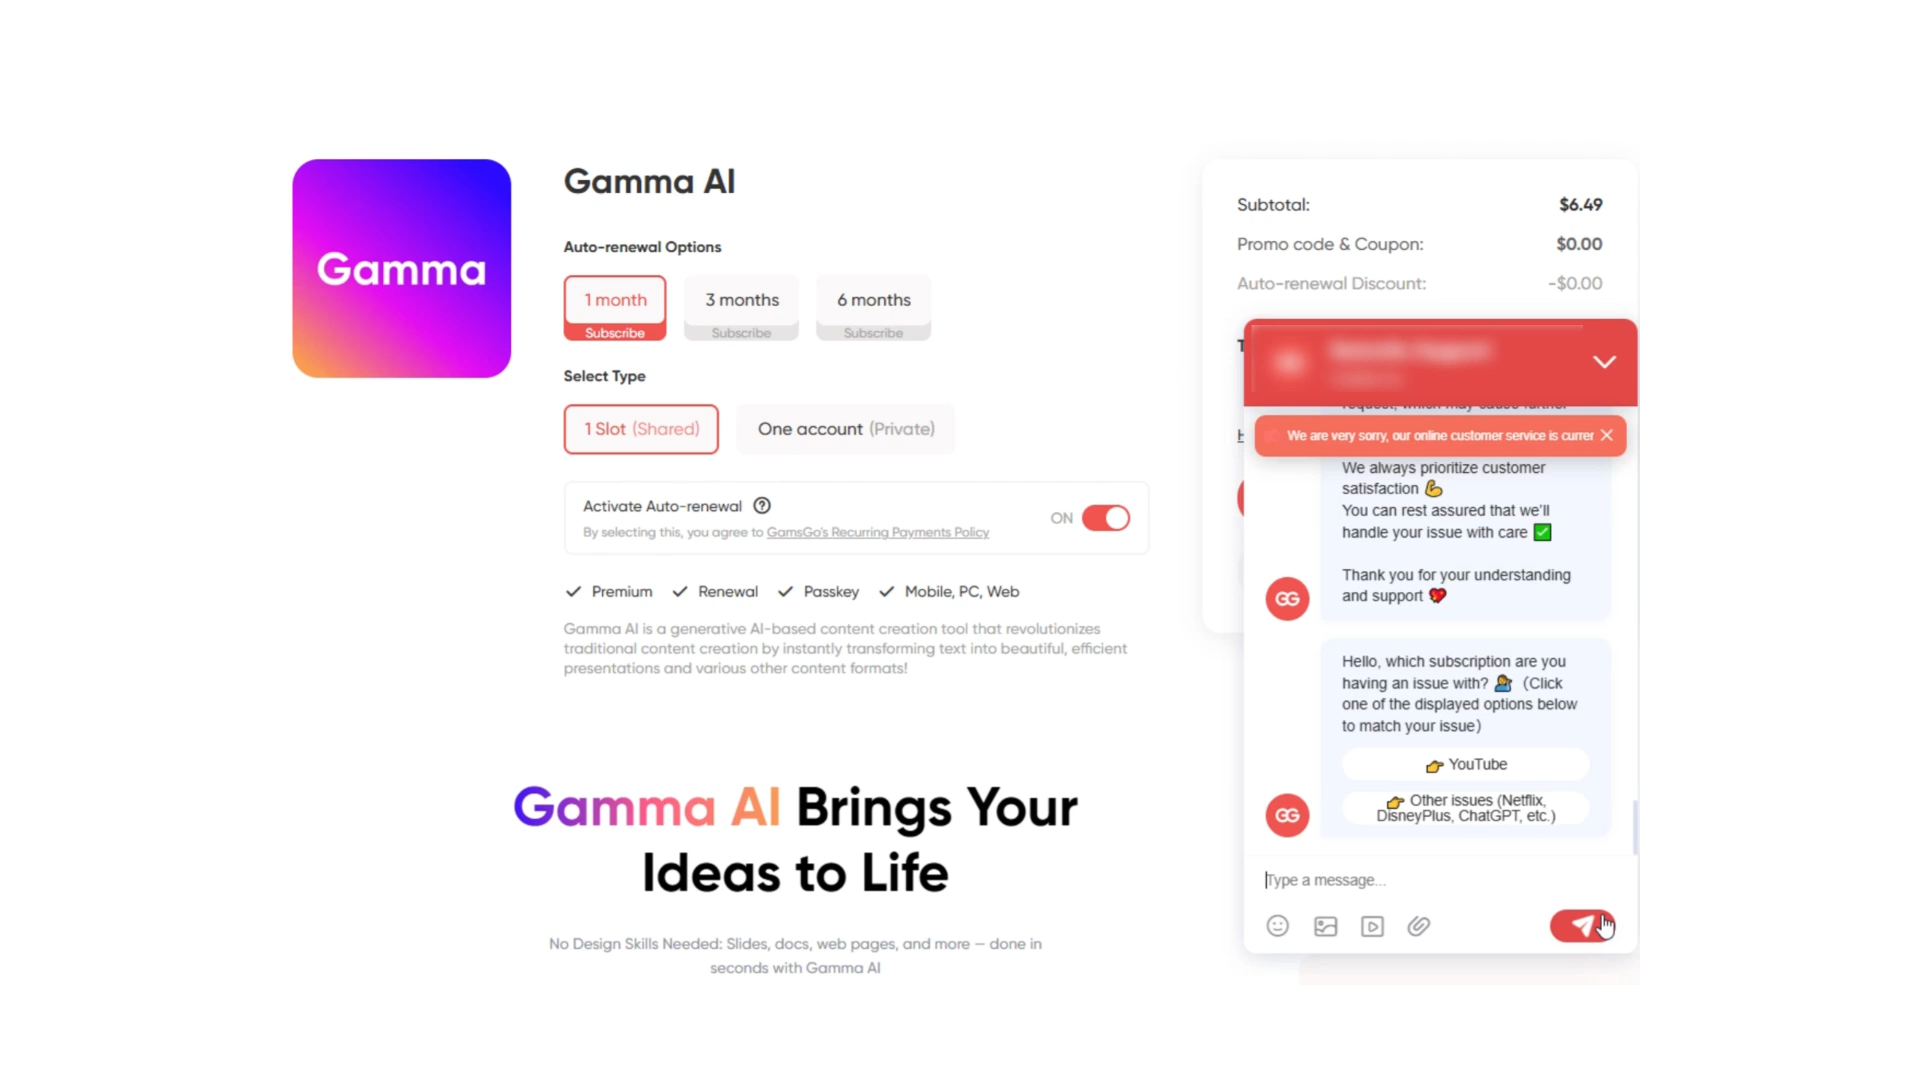 Gamma
Gamma AI
Auto-renewal Options
1 month
Subscribe
3 months
Subscribe
6 months
Subscribe
Select Type
1 Slot (Shared)
One account (Private)
Activate Auto-renewal
By selecting this, you agree to GamsGo's Recurring Payments Policy
ON
Premium
Renewal
Passkey
Mobile, PC, Web
Gamma AI is a generative AI-based content creation tool that revolutionizes
traditional content creation by instantly transforming text into beautiful, efficient
presentations and various other content formats!
Gamma AI Brings Your
Ideas to Life
No Design Skills Needed: Slides, docs, web pages, and more — done in
seconds with Gamma AI
Subtotal: $6.49
Promo code & Coupon: $0.00
Auto-renewal Discount: -$0.00
We are very sorry, our online customer service is currer
We always prioritize customer
satisfaction 💪
You can rest assured that we'll
handle your issue with care ✅
Thank you for your understanding
and support 💖
GG
Hello, which subscription are you
having an issue with? 🙋 (Click
one of the displayed options below
to match your issue)
👉 YouTube
👉 Other issues (Netflix,
DisneyPlus, ChatGPT, etc.)
GG
Type a message...